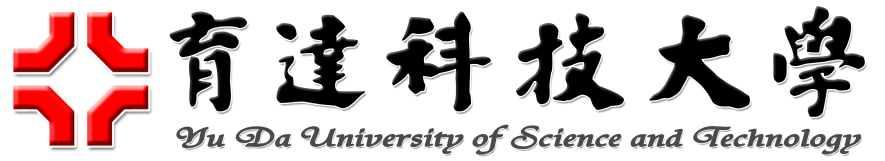 育達科技大學
Yu Da University of Science and Technology